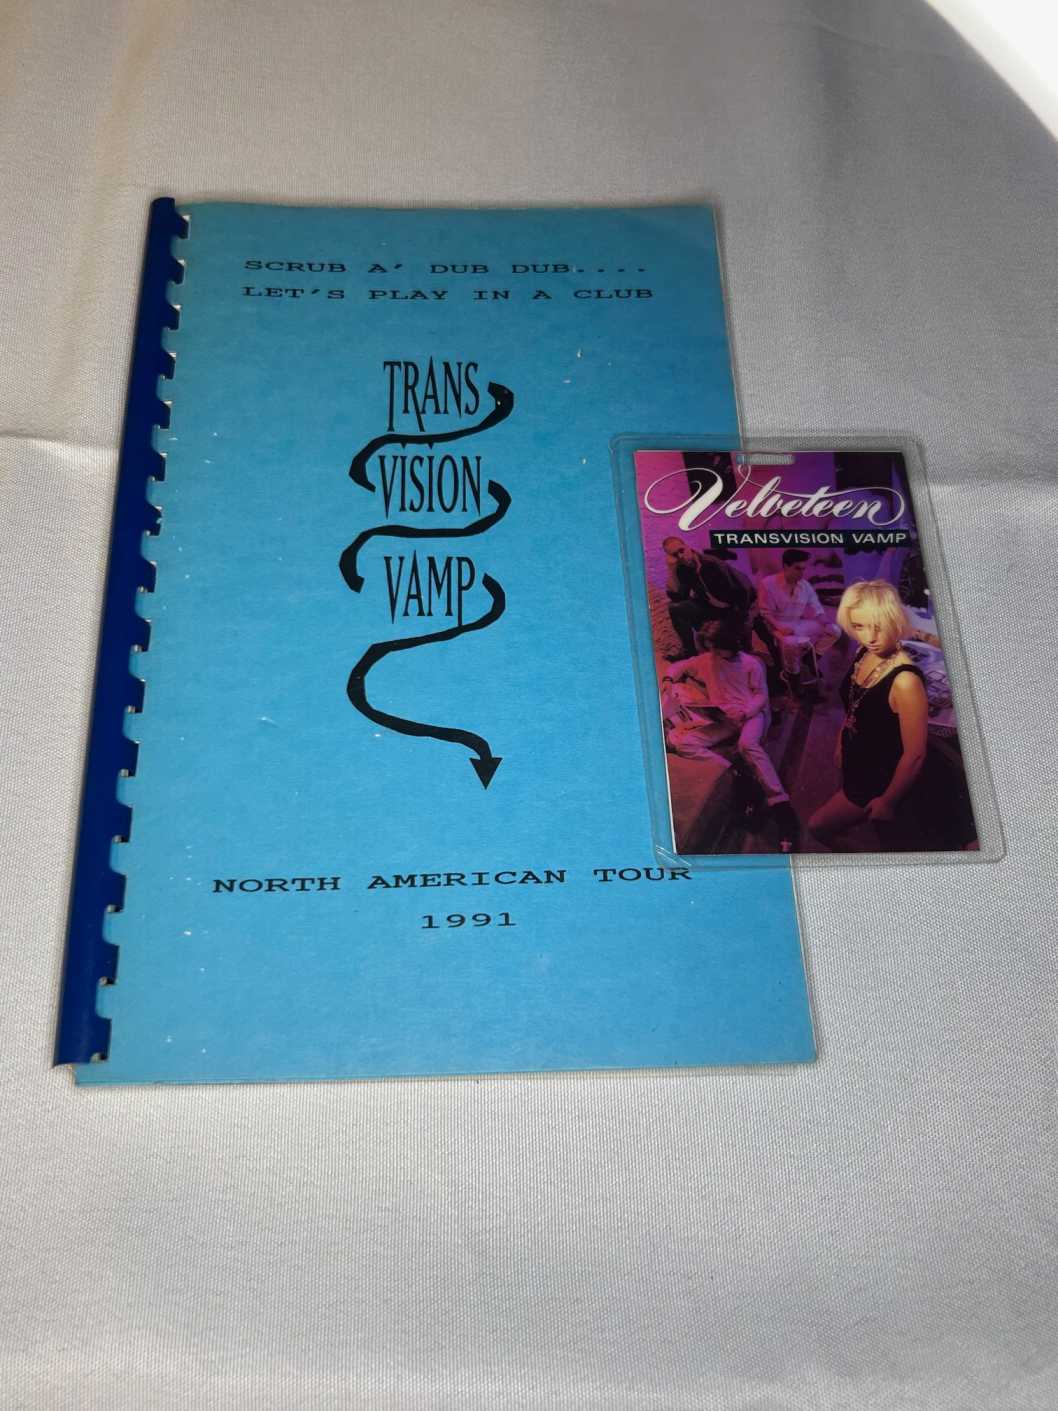 SCRUB A' DUB DUB....
LET'S PLAY IN A CLUB
TRANS
VISION
VAMP
NORTH AMERICAN TOUR
1991
Velveteen
TRANSVISION VAMP